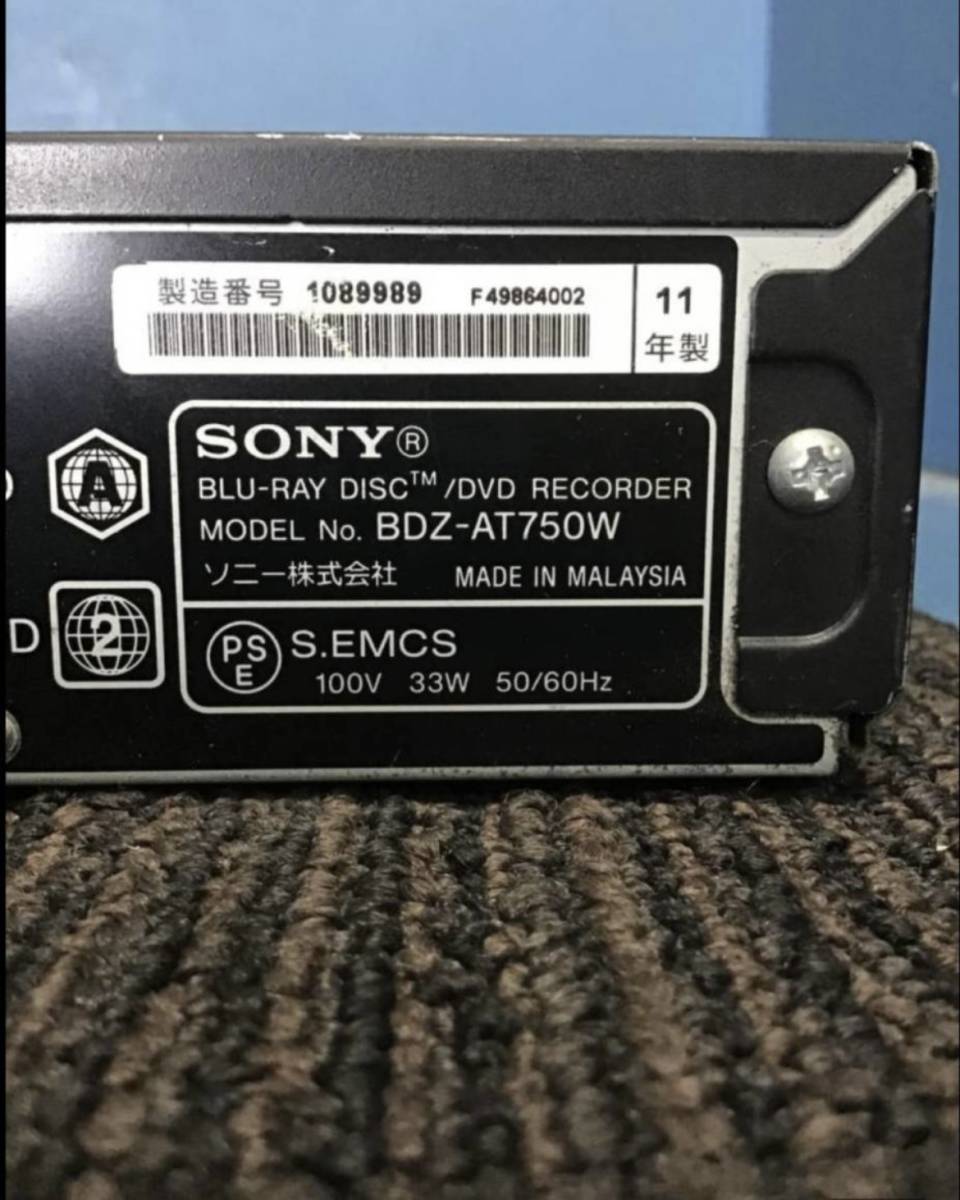 製造番号 1089989 F49864002
11
年製
A
SONY®
BLU-RAY DISC™/DVD RECORDER
MODEL No. BDZ-AT750W
ソニー株式会社 MADE IN MALAYSIA
D
2
PS
E
S.EMCS
100V 33W 50/60Hz